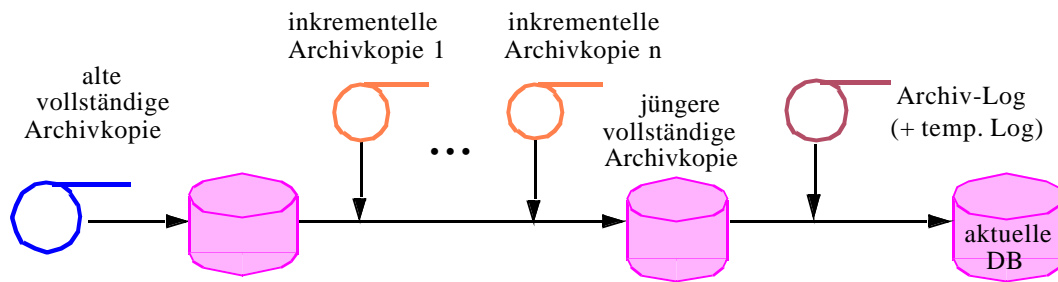 alte
vollständige
Archivkopie
inkrementelle
Archivkopie 1
...
inkrementelle
Archivkopie n
jüngere
vollständige
Archivkopie
Archiv-Log
(+ temp. Log)
aktuelle
DB